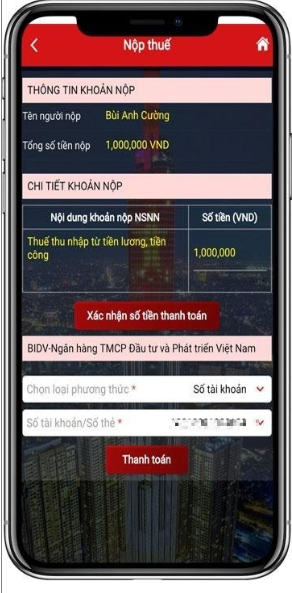 Nộp thuế
THÔNG TIN KHOẢN NỘP
Tên người nộp Bùi Anh Cường
Tổng số tiền nộp 1,000,000 VND
CHI TIẾT KHOẢN NỘP
Nội dung khoản nộp NSNN Số tiền (VND)
Thuế thu nhập từ tiền lương, tiền
công 1,000,000
Xác nhận số tiền thanh toán
BIDV-Ngân hàng TMCP Đầu tư và Phát triển Việt Nam
Chọn loại phương thức * Số tài khoản
Số tài khoản/Số thẻ *
Thanh toán